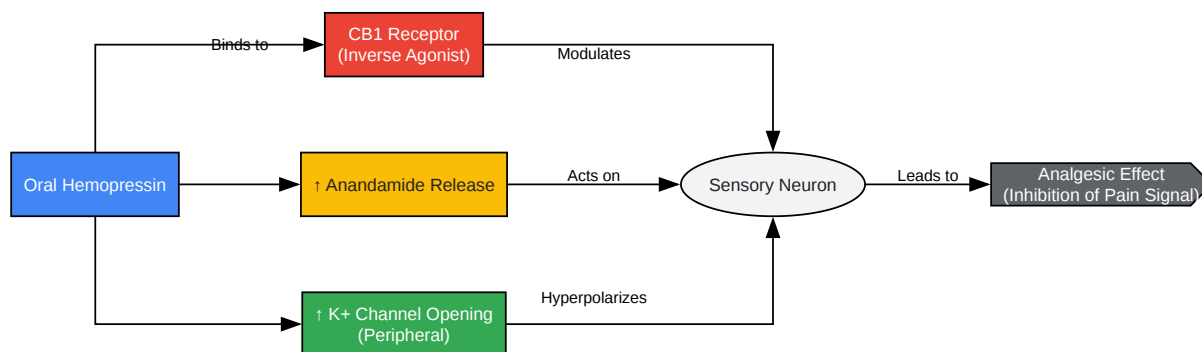 CB1 Receptor
(Inverse Agonist)
Binds to
Modulates
Oral Hemopressin
↑ Anandamide Release
Acts on
Sensory Neuron
Leads to
Analgesic Effect
(Inhibition of Pain Signal)
↑ K+ Channel Opening
(Peripheral)
Hyperpolarizes